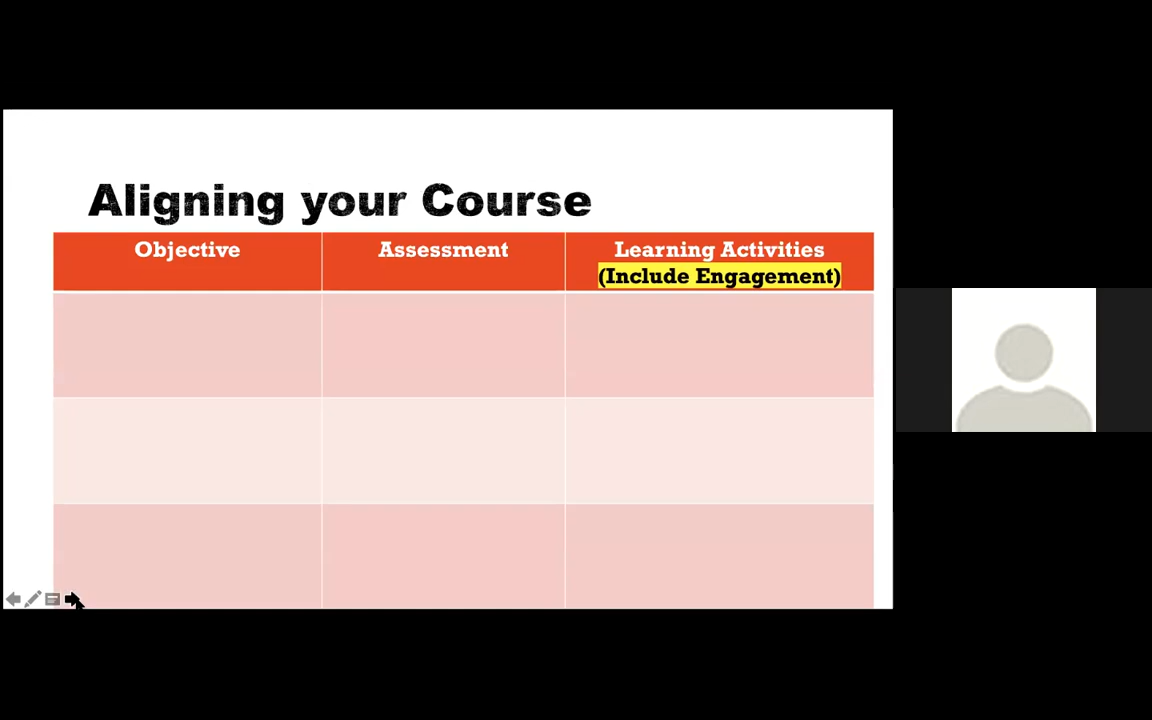 Aligning your Course
Objective
Assessment
Learning Activities
(Include Engagement)